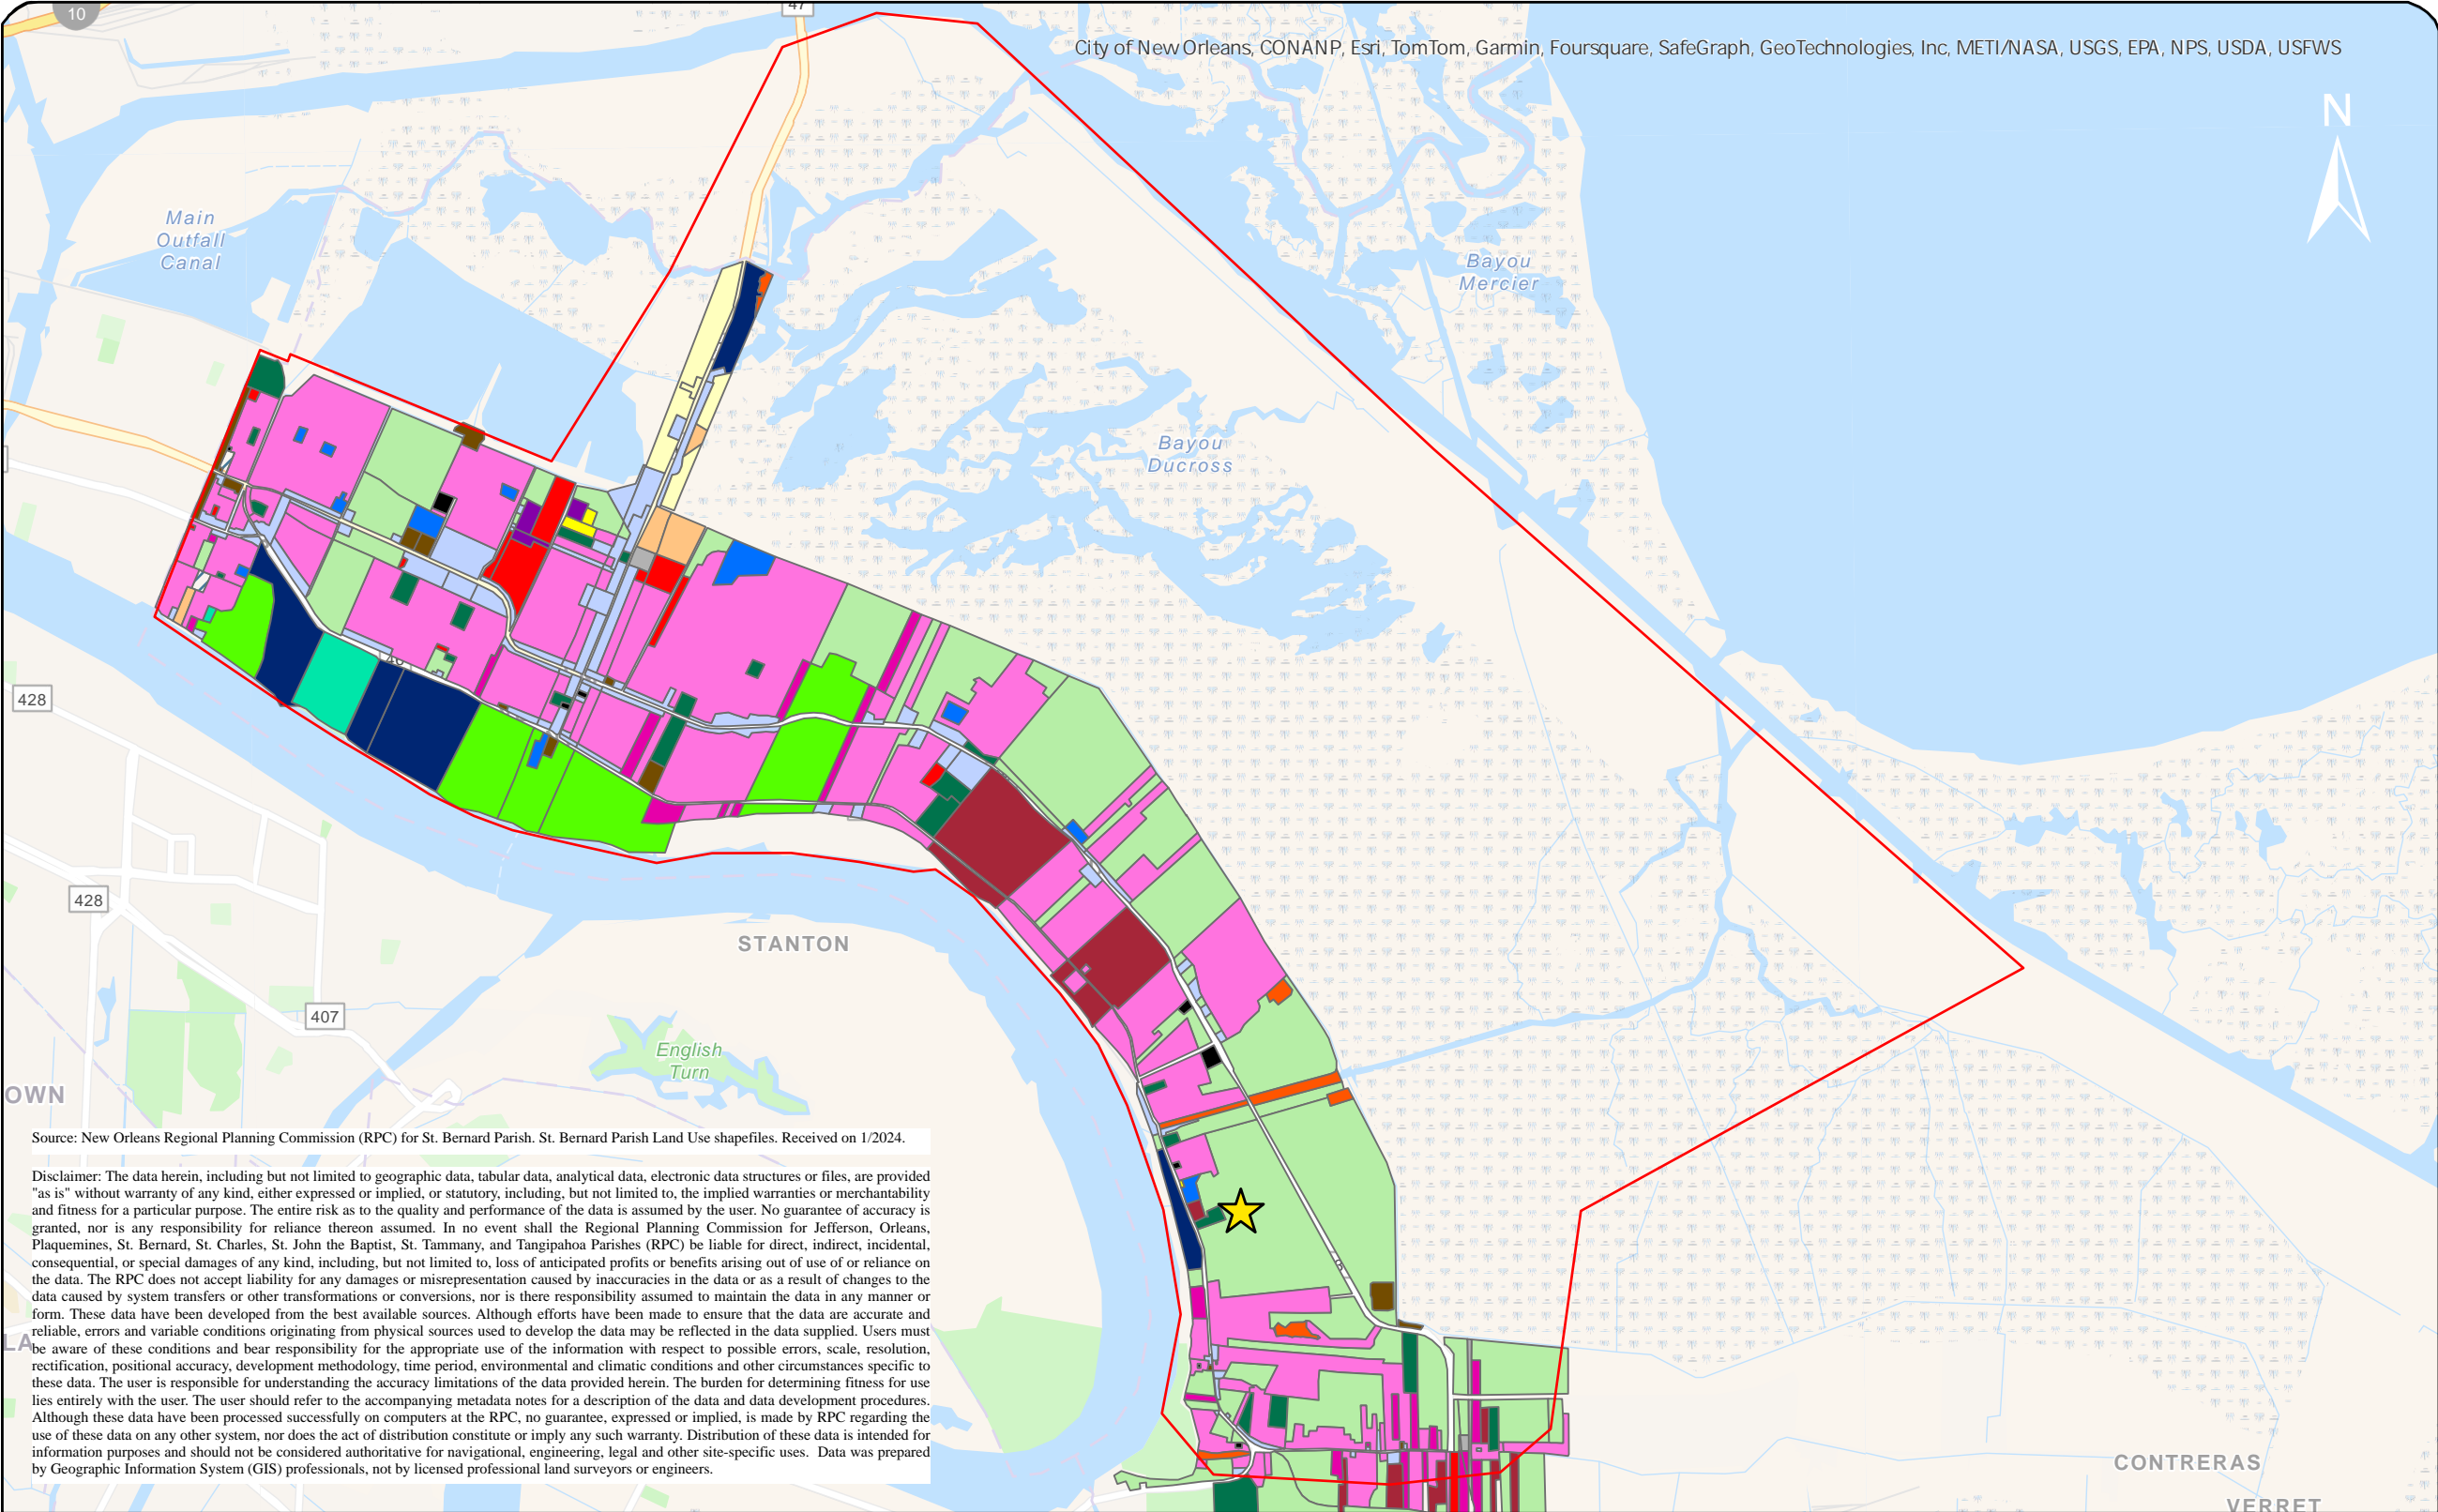 10
47
City of New Orleans, CONANP, Esri, TomTom, Garmin, Foursquare, SafeGraph, GeoTechnologies, Inc, METI/NASA, USGS, EPA, NPS, USDA, USFWS
N
Main
Outfall
Canal
Bayou
Mercier
Bayou
Ducross
428
428
STANTON
407
English
Turn
OWN
LA
Source: New Orleans Regional Planning Commission (RPC) for St. Bernard Parish. St. Bernard Parish Land Use shapefiles. Received on 1/2024.
Disclaimer: The data herein, including but not limited to geographic data, tabular data, analytical data, electronic data structures or files, are provided
"as is" without warranty of any kind, either expressed or implied, or statutory, including, but not limited to, the implied warranties or merchantability
and fitness for a particular purpose. The entire risk as to the quality and performance of the data is assumed by the user. No guarantee of accuracy is
granted, nor is any responsibility for reliance thereon assumed. In no event shall the Regional Planning Commission for Jefferson, Orleans,
Plaquemines, St. Bernard, St. Charles, St. John the Baptist, St. Tammany, and Tangipahoa Parishes (RPC) be liable for direct, indirect, incidental,
consequential, or special damages of any kind, including, but not limited to, loss of anticipated profits or benefits arising out of use of or reliance on
the data. The RPC does not accept liability for any damages or misrepresentation caused by inaccuracies in the data or as a result of changes to the
data caused by system transfers or other transformations or conversions, nor is there responsibility assumed to maintain the data in any manner or
form. These data have been developed from the best available sources. Although efforts have been made to ensure that the data are accurate and
reliable, errors and variable conditions originating from physical sources used to develop the data may be reflected in the data supplied. Users must
be aware of these conditions and bear responsibility for the appropriate use of the information with respect to possible errors, scale, resolution,
rectification, positional accuracy, development methodology, time period, environmental and climatic conditions and other circumstances specific to
these data. The user is responsible for understanding the accuracy limitations of the data provided herein. The burden for determining fitness for use
lies entirely with the user. The user should refer to the accompanying metadata notes for a description of the data and data development procedures.
Although these data have been processed successfully on computers at the RPC, no guarantee, expressed or implied, is made by RPC regarding the
use of these data on any other system, nor does the act of distribution constitute or imply any such warranty. Distribution of these data is intended for
information purposes and should not be considered authoritative for navigational, engineering, legal and other site-specific uses. Data was prepared
by Geographic Information System (GIS) professionals, not by licensed professional land surveyors or engineers.
CONTRERAS
VERRET